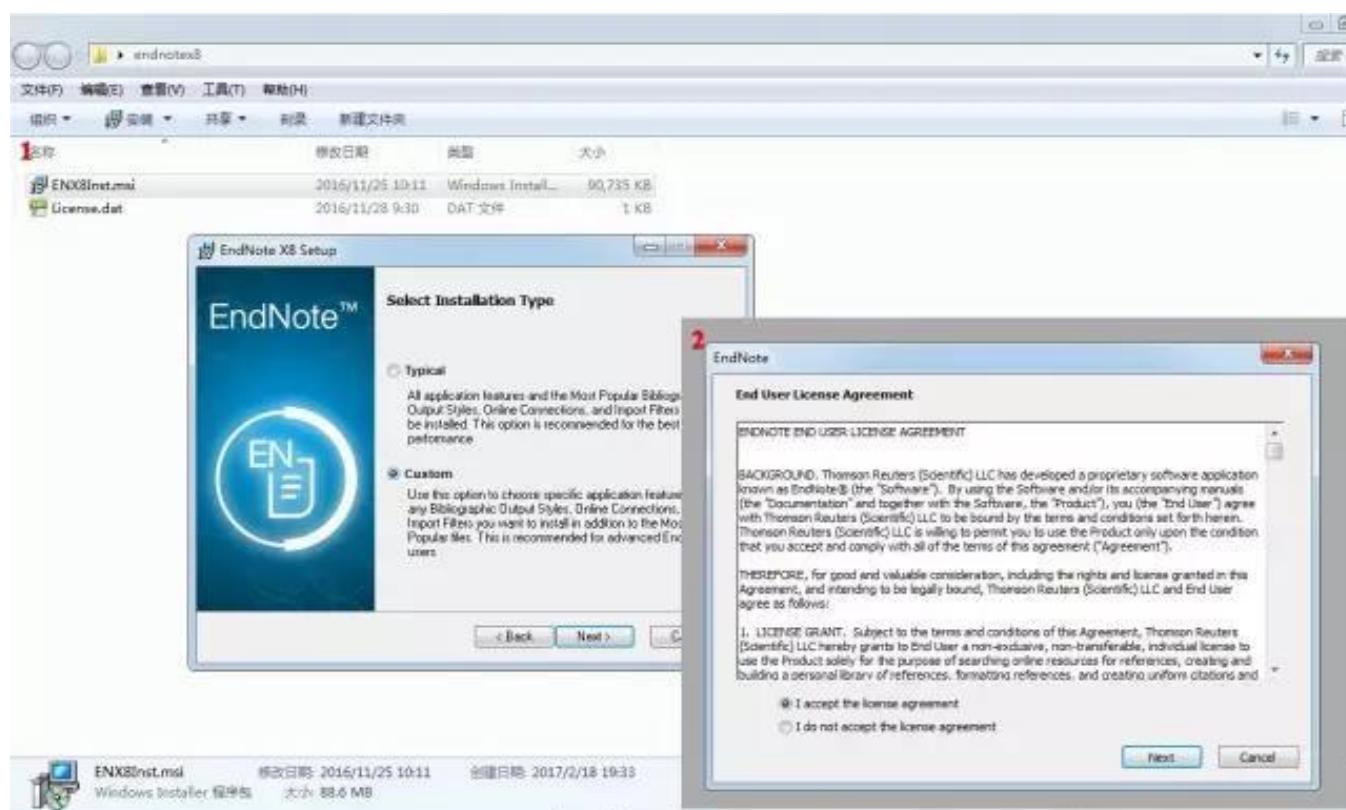 endnotex8
文件(F) 编辑(E) 查看(V) 工具(T) 帮助(H)
组织 安装 共享 刻录 新建文件夹
1 名称 修改日期 类型 大小
ENX8Inst.msi 2016/11/25 10:11 Windows Install... 90,735 KB
License.dat 2016/11/28 9:30 DAT 文件 1 KB
EndNote X8 Setup
EndNote™
EN
Select Installation Type
Typical
All application features and the Most Popular Bibliog
Output Styles, Online Connections, and Import Filters
be installed. This option is recommended for the best
performance
Custom
Use this option to choose specific application feature
any Bibliographic Output Styles, Online Connections,
Import Filters you want to install in addition to the Mos
Popular files. This is recommended for advanced End
users
< Back Next > C
2
EndNote
End User License Agreement
ENDNOTE END USER LICENSE AGREEMENT
BACKGROUND. Thomson Reuters (Scientific) LLC has developed a proprietary software application
known as EndNote® (the "Software"). By using the Software and/or its accompanying manuals
(the "Documentation" and together with the Software, the "Product"), you (the "End User") agree
with Thomson Reuters (Scientific) LLC to be bound by the terms and conditions set forth herein.
Thomson Reuters (Scientific) LLC is willing to permit you to use the Product only upon the condition
that you accept and comply with all of the terms of this agreement ("Agreement").
THEREFORE, for good and valuable consideration, including the rights and license granted in this
Agreement, and intending to be legally bound, Thomson Reuters (Scientific) LLC and End User
agree as follows:
1. LICENSE GRANT. Subject to the terms and conditions of this Agreement, Thomson Reuters
(Scientific) LLC hereby grants to End User a non-exclusive, non-transferable, individual license to
use the Product solely for the purpose of searching online resources for references, creating and
building a personal library of references, formatting references, and creating uniform citations and
I accept the license agreement
I do not accept the license agreement
Next Cancel
ENX8Inst.msi 修改日期: 2016/11/25 10:11 创建日期: 2017/2/18 19:33
Windows Installer 程序包 大小: 88.6 MB